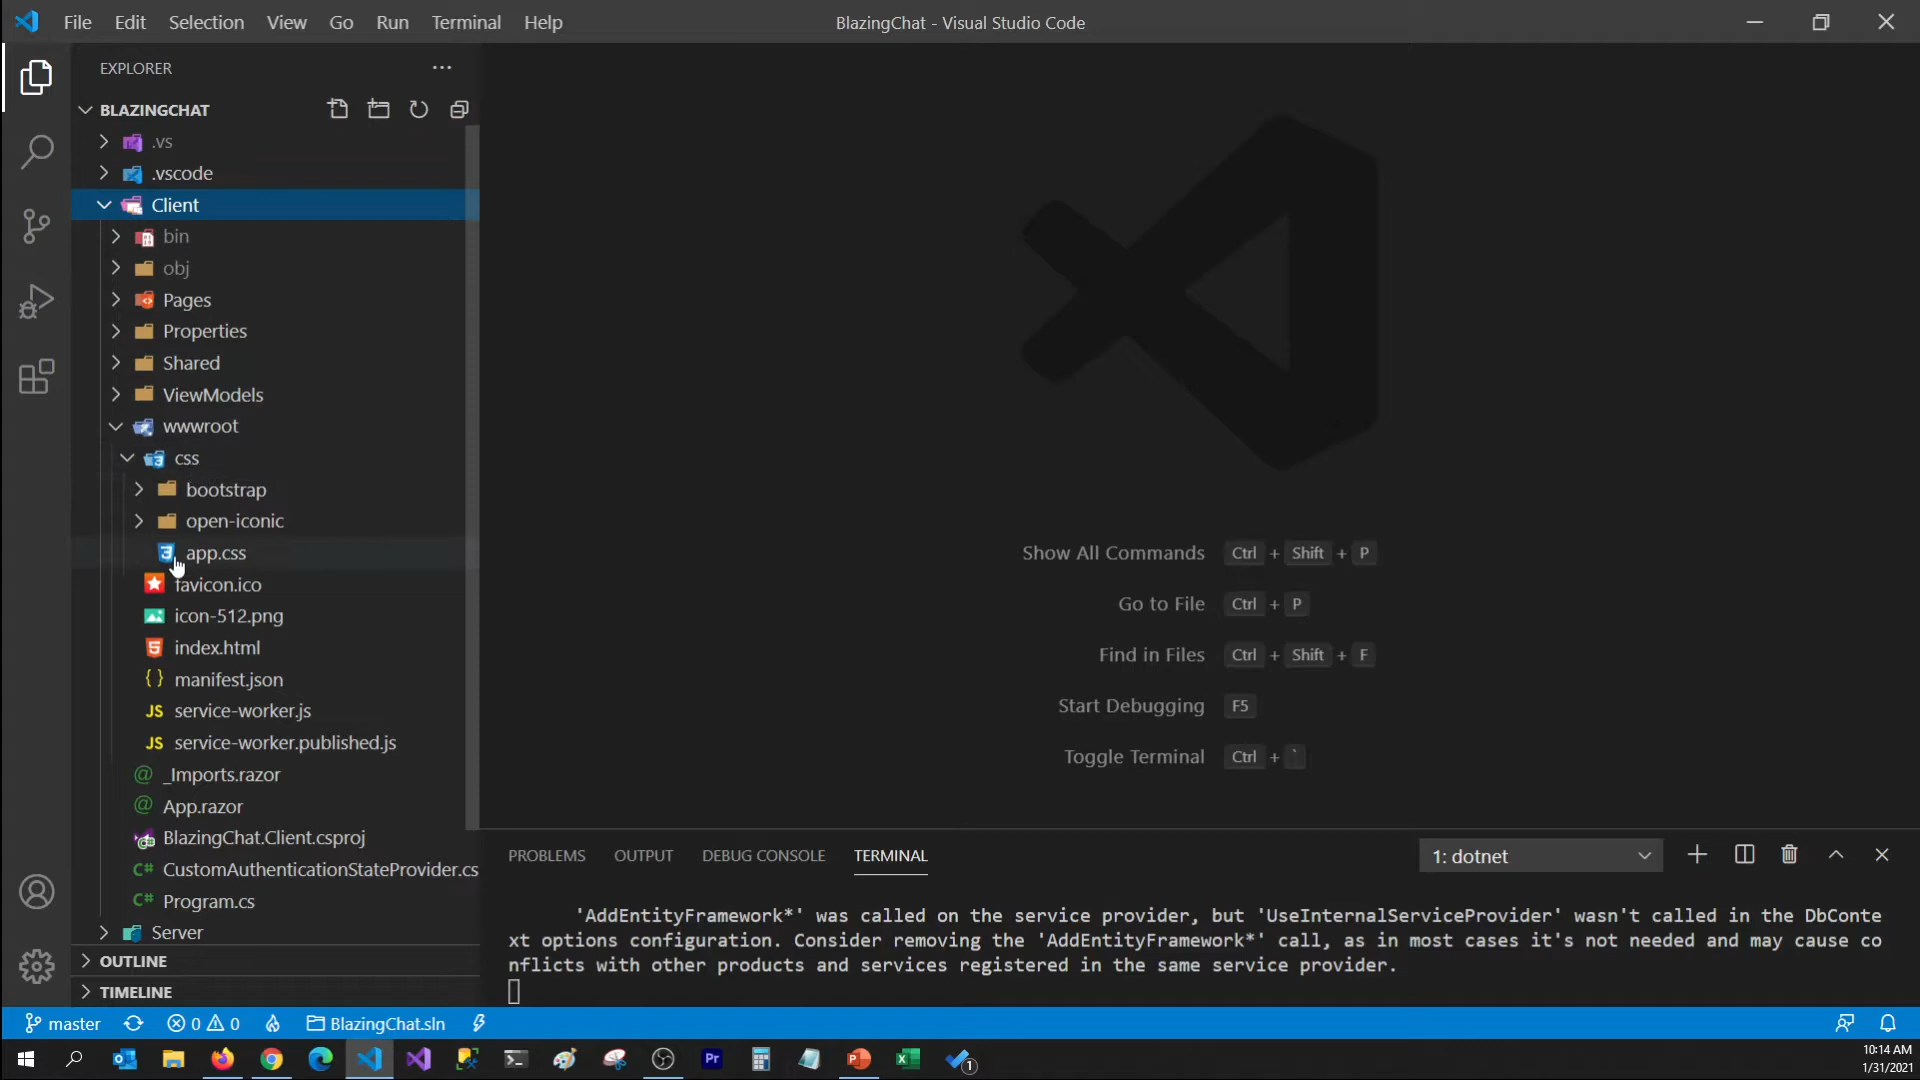 File Edit Selection View Go Run Terminal Help
BlazingChat - Visual Studio Code
EXPLORER
BLAZINGCHAT
.vs
.vscode
Client
bin
obj
Pages
Properties
Shared
ViewModels
wwwroot
css
bootstrap
open-iconic
app.css
favicon.ico
icon-512.png
index.html
manifest.json
service-worker.js
service-worker.published.js
_Imports.razor
App.razor
BlazingChat.Client.csproj
CustomAuthenticationStateProvider.cs
Program.cs
Server
OUTLINE
TIMELINE
Show All Commands Ctrl + Shift + P
Go to File Ctrl + P
Find in Files Ctrl + Shift + F
Start Debugging F5
Toggle Terminal Ctrl + `
PROBLEMS OUTPUT DEBUG CONSOLE TERMINAL
1: dotnet
'AddEntityFramework*' was called on the service provider, but 'UseInternalServiceProvider' wasn't called in the DbConte
xt options configuration. Consider removing the 'AddEntityFramework*' call, as in most cases it's not needed and may cause co
nflicts with other products and services registered in the same service provider.
master 0 0 BlazingChat.sln
10:14 AM
1/31/2021